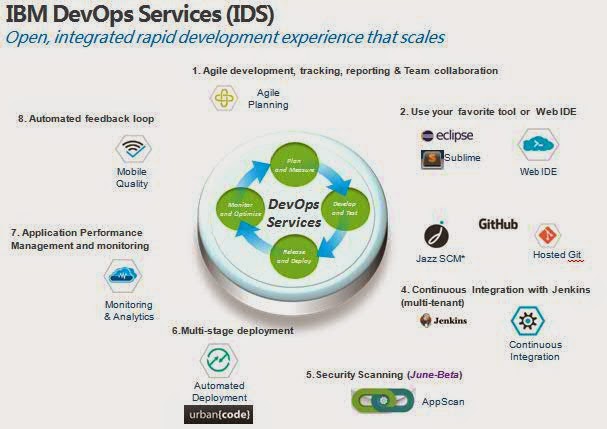 IBM DevOps Services (IDS)
Open, integrated rapid development experience that scales
1. Agile development, tracking, reporting & Team collaboration
Agile
Planning
2. Use your favorite tool or Web IDE
eclipse
Sublime
Web IDE
Jazz SCM*
GitHub
Hosted Git
4. Continuous Integration with Jenkins
(multi-tenant)
Jenkins
Continuous
Integration
5. Security Scanning (June-Beta)
AppScan
6.Multi-stage deployment
Automated
Deployment
urban{code}
7. Application Performance
Management and monitoring
Monitoring
& Analytics
8. Automated feedback loop
Mobile
Quality
DevOps
Services
Plan
and Measure
Develop
and Test
Release
and Deploy
Monitor
and Optimize